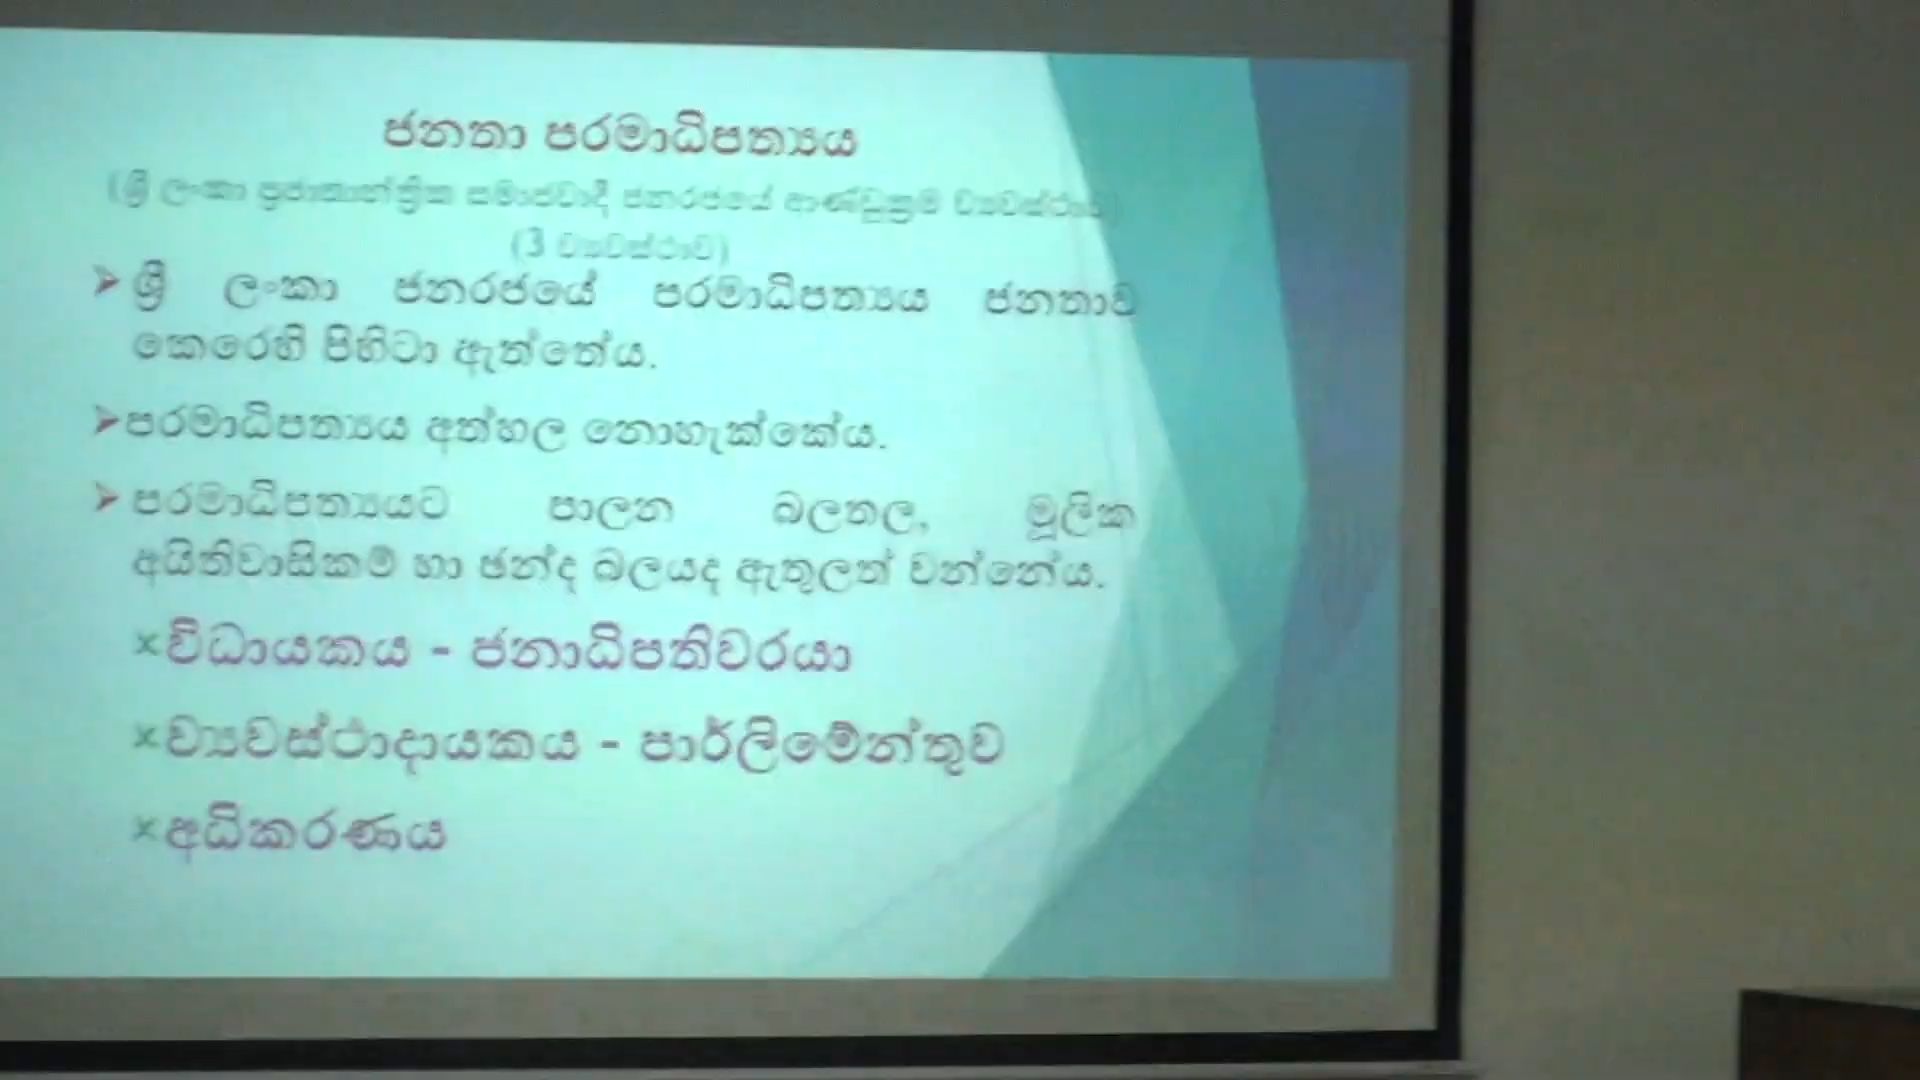 ජනතා පරමාධිපත්‍යය
(ශ්‍රී ලංකා ප්‍රජාතාන්ත්‍රික සමාජවාදී ජනරජයේ ආණ්ඩුක්‍රම ව්‍යවස්ථාව)
(3 ව්‍යවස්ථාව)
ශ්‍රී ලංකා ජනරජයේ පරමාධිපත්‍යය ජනතාව
කෙරෙහි පිහිටා ඇත්තේය.
පරමාධිපත්‍යය අත්හල නොහැක්කේය.
පරමාධිපත්‍යයට පාලන බලතල, මූලික
අයිතිවාසිකම් හා ඡන්ද බලයද ඇතුලත් වන්නේය.
විධායකය - ජනාධිපතිවරයා
ව්‍යවස්ථාදායකය - පාර්ලිමේන්තුව
අධිකරණය